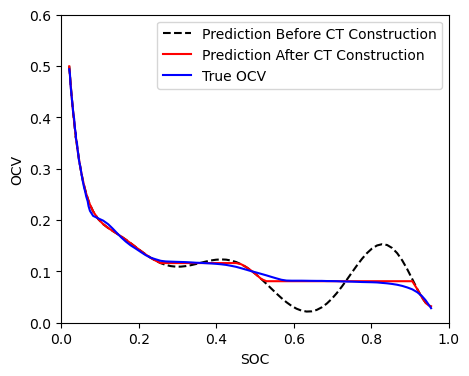 Prediction Before CT Construction
Prediction After CT Construction
True OCV
0.6
0.5
0.4
0.3
0.2
0.1
0.0
OCV
0.0 0.2 0.4 0.6 0.8 1.0
SOC